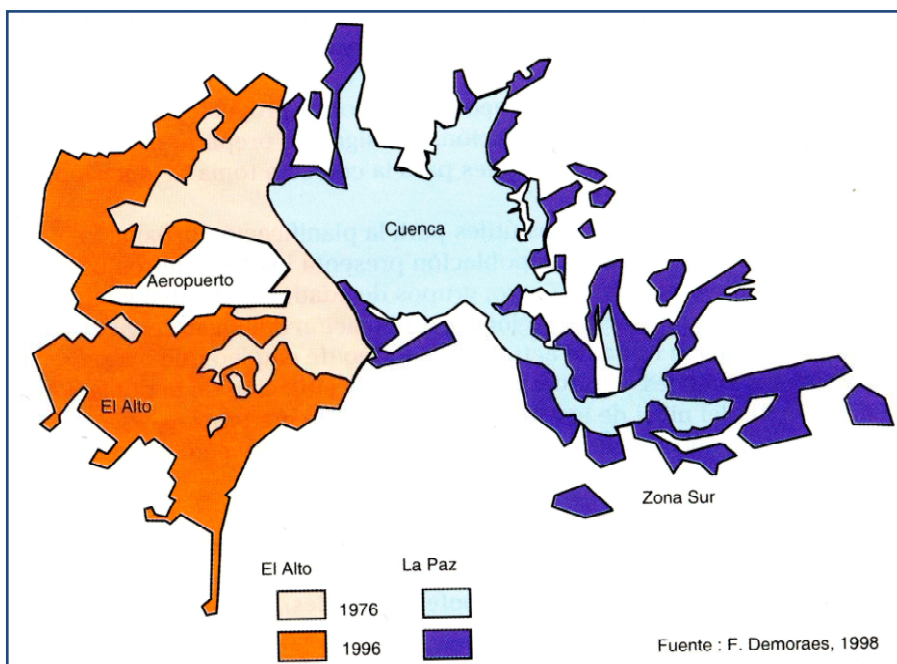 Cuenca
Aeropuerto
El Alto
Zona Sur
El Alto La Paz
1976
1996
Fuente : F. Demoraes, 1998